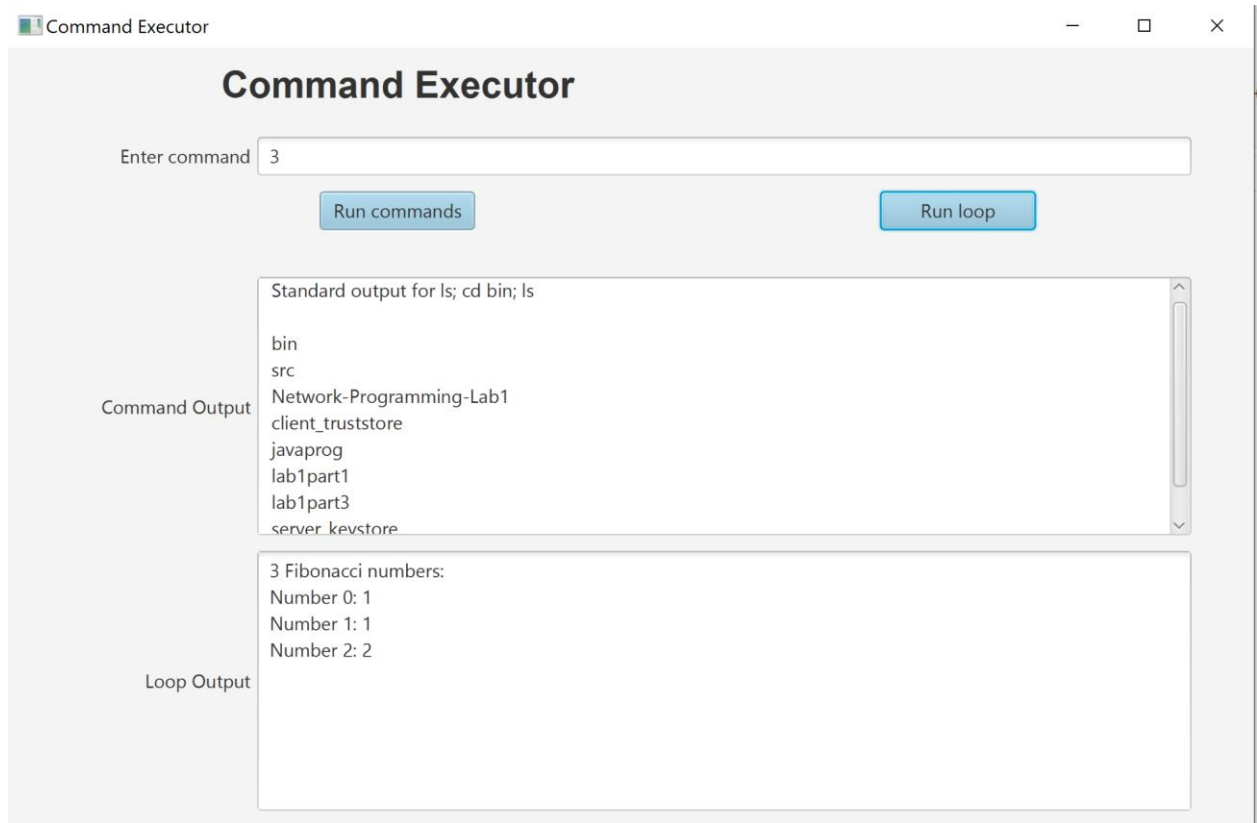 Command Executor
Command Executor
Enter command 3
Run commands Run loop
Standard output for ls; cd bin; ls
bin
src
Network-Programming-Lab1
Command Output
client_truststore
javaprog
lab1part1
lab1part3
server_keystore
3 Fibonacci numbers:
Number 0: 1
Number 1: 1
Number 2: 2
Loop Output